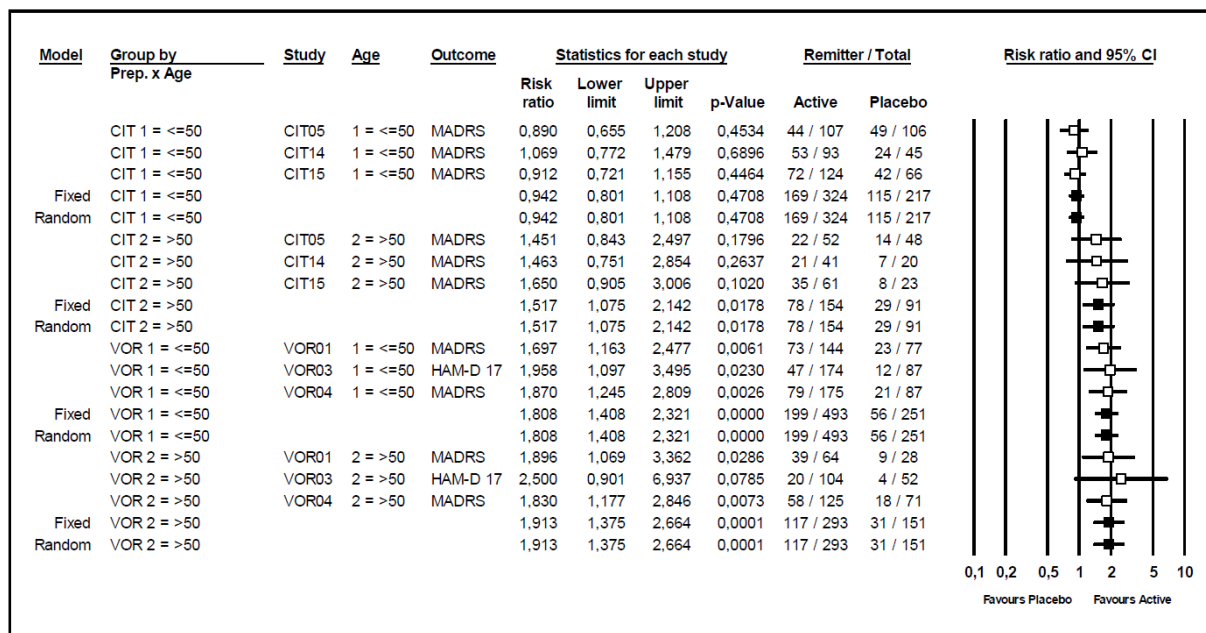 Model Group by Study Age Outcome Statistics for each study Remitter / Total Risk ratio and 95% CI
Prep. x Age
Risk ratio Lower limit Upper limit p-Value Active Placebo
CIT 1 = <=50 CIT05 1 = <=50 MADRS 0,890 0,655 1,208 0,4534 44 / 107 49 / 106
CIT 1 = <=50 CIT14 1 = <=50 MADRS 1,069 0,772 1,479 0,6896 53 / 93 24 / 45
CIT 1 = <=50 CIT15 1 = <=50 MADRS 0,912 0,721 1,155 0,4464 72 / 124 42 / 66
Fixed CIT 1 = <=50 0,942 0,801 1,108 0,4708 169 / 324 115 / 217
Random CIT 1 = <=50 0,942 0,801 1,108 0,4708 169 / 324 115 / 217
CIT 2 = >50 CIT05 2 = >50 MADRS 1,451 0,843 2,497 0,1796 22 / 52 14 / 48
CIT 2 = >50 CIT14 2 = >50 MADRS 1,463 0,751 2,854 0,2637 21 / 41 7 / 20
CIT 2 = >50 CIT15 2 = >50 MADRS 1,650 0,905 3,006 0,1020 35 / 61 8 / 23
Fixed CIT 2 = >50 1,517 1,075 2,142 0,0178 78 / 154 29 / 91
Random CIT 2 = >50 1,517 1,075 2,142 0,0178 78 / 154 29 / 91
VOR 1 = <=50 VOR01 1 = <=50 MADRS 1,697 1,163 2,477 0,0061 73 / 144 23 / 77
VOR 1 = <=50 VOR03 1 = <=50 HAM-D 17 1,958 1,097 3,495 0,0230 47 / 174 12 / 87
VOR 1 = <=50 VOR04 1 = <=50 MADRS 1,870 1,245 2,809 0,0026 79 / 175 21 / 87
Fixed VOR 1 = <=50 1,808 1,408 2,321 0,0000 199 / 493 56 / 251
Random VOR 1 = <=50 1,808 1,408 2,321 0,0000 199 / 493 56 / 251
VOR 2 = >50 VOR01 2 = >50 MADRS 1,896 1,069 3,362 0,0286 39 / 64 9 / 28
VOR 2 = >50 VOR03 2 = >50 HAM-D 17 2,500 0,901 6,937 0,0785 20 / 104 4 / 52
VOR 2 = >50 VOR04 2 = >50 MADRS 1,830 1,177 2,846 0,0073 58 / 125 18 / 71
Fixed VOR 2 = >50 1,913 1,375 2,664 0,0001 117 / 293 31 / 151
Random VOR 2 = >50 1,913 1,375 2,664 0,0001 117 / 293 31 / 151
0,1 0,2 0,5 1 2 5 10
Favours Placebo Favours Active